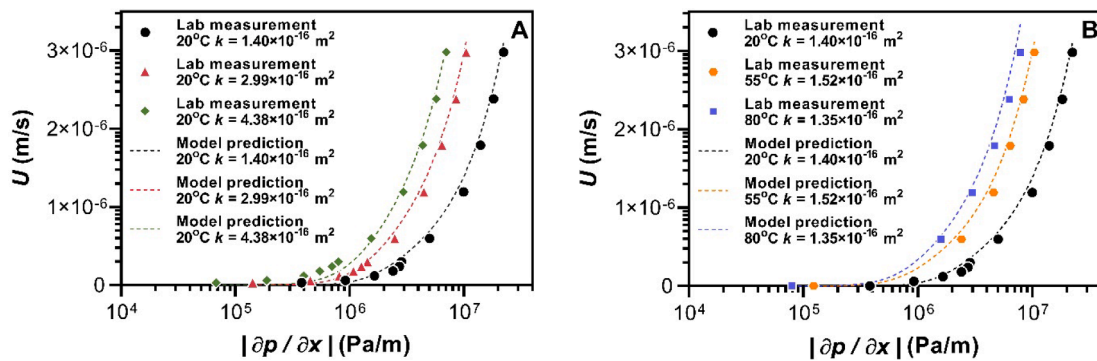 A
Lab measurement
20°C k = 1.40×10⁻¹⁶ m²
Lab measurement
20°C k = 2.99×10⁻¹⁶ m²
Lab measurement
20°C k = 4.38×10⁻¹⁶ m²
Model prediction
20°C k = 1.40×10⁻¹⁶ m²
Model prediction
20°C k = 2.99×10⁻¹⁶ m²
Model prediction
20°C k = 4.38×10⁻¹⁶ m²
3×10⁻⁶
2×10⁻⁶
1×10⁻⁶
0
U (m/s)
10⁴
10⁵
10⁶
10⁷
|∂p / ∂x| (Pa/m)
B
Lab measurement
20°C k = 1.40×10⁻¹⁶ m²
Lab measurement
55°C k = 1.52×10⁻¹⁶ m²
Lab measurement
80°C k = 1.35×10⁻¹⁶ m²
Model prediction
20°C k = 1.40×10⁻¹⁶ m²
Model prediction
55°C k = 1.52×10⁻¹⁶ m²
Model prediction
80°C k = 1.35×10⁻¹⁶ m²
3×10⁻⁶
2×10⁻⁶
1×10⁻⁶
0
U (m/s)
10⁴
10⁵
10⁶
10⁷
|∂p / ∂x| (Pa/m)